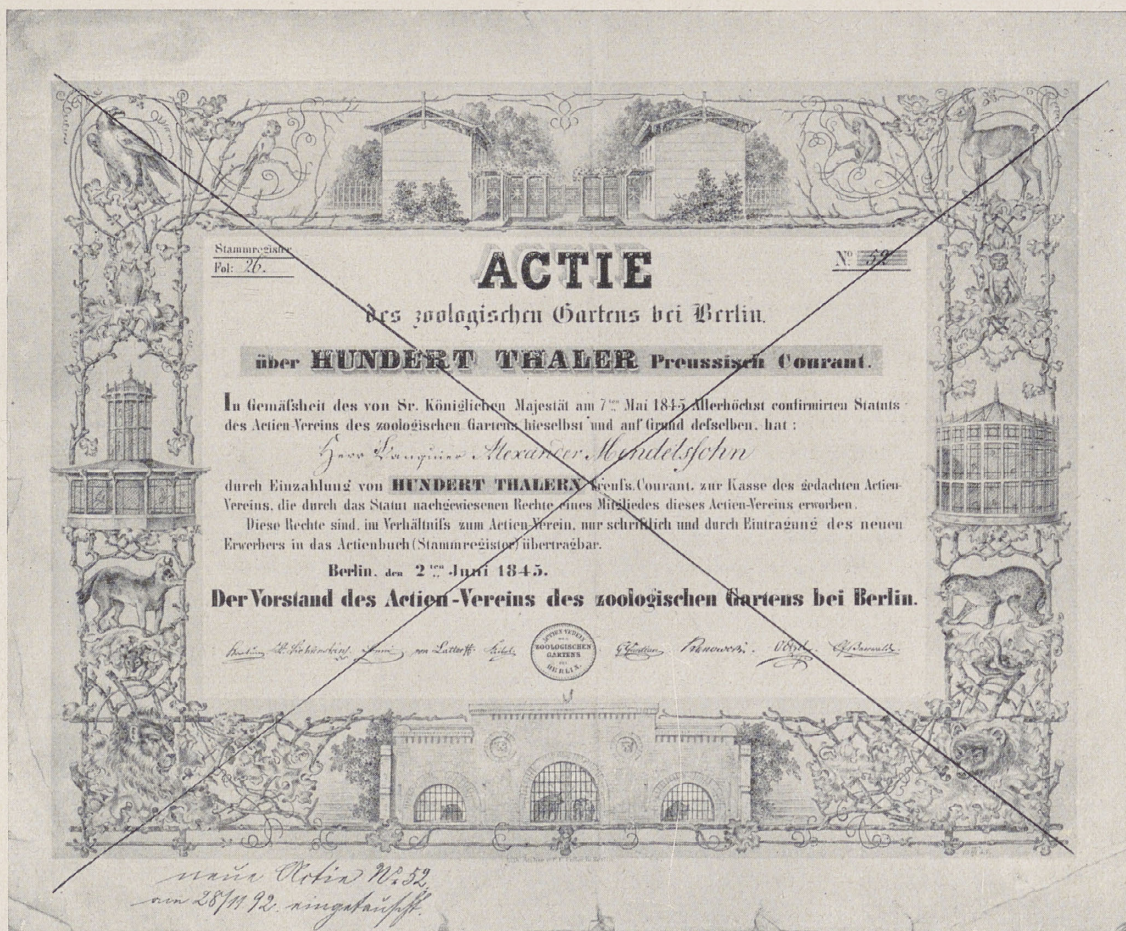 Stammregister
Fol: 26.
No 52
ACTIE
des zoologischen Gartens bei Berlin.
über HUNDERT THALER Preussisch Courant.
In Gemäſsheit des von Sr. Königlichen Majestät am 7ten Mai 1845 Allerhöchst confirmirten Statuts
des Actien-Vereins des zoologischen Gartens hieselbst und auf Grund deſselben, hat:
Herr Banquier Alexander Mendelsſohn
durch Einzahlung von HUNDERT THALERN Preuſs. Courant, zur Kasse des gedachten Actien-
Vereins, die durch das Statut nachgewiesenen Rechte eines Mitgliedes dieses Actien-Vereins erworben.
Diese Rechte sind, im Verhältniſs zum Actien-Verein, nur schriftlich und durch Eintragung des neuen
Erwerbers in das Actienbuch (Stammregister) übertragbar.
Berlin, den 2ten Juni 1845.
Der Vorstand des Actien-Vereins des zoologischen Gartens bei Berlin.
ACTIEN VEREIN
DES
ZOOLOGISCHEN
GARTENS
BEI
BERLIN.
neue Actie No 52
am 28/11 92. eingetauscht.